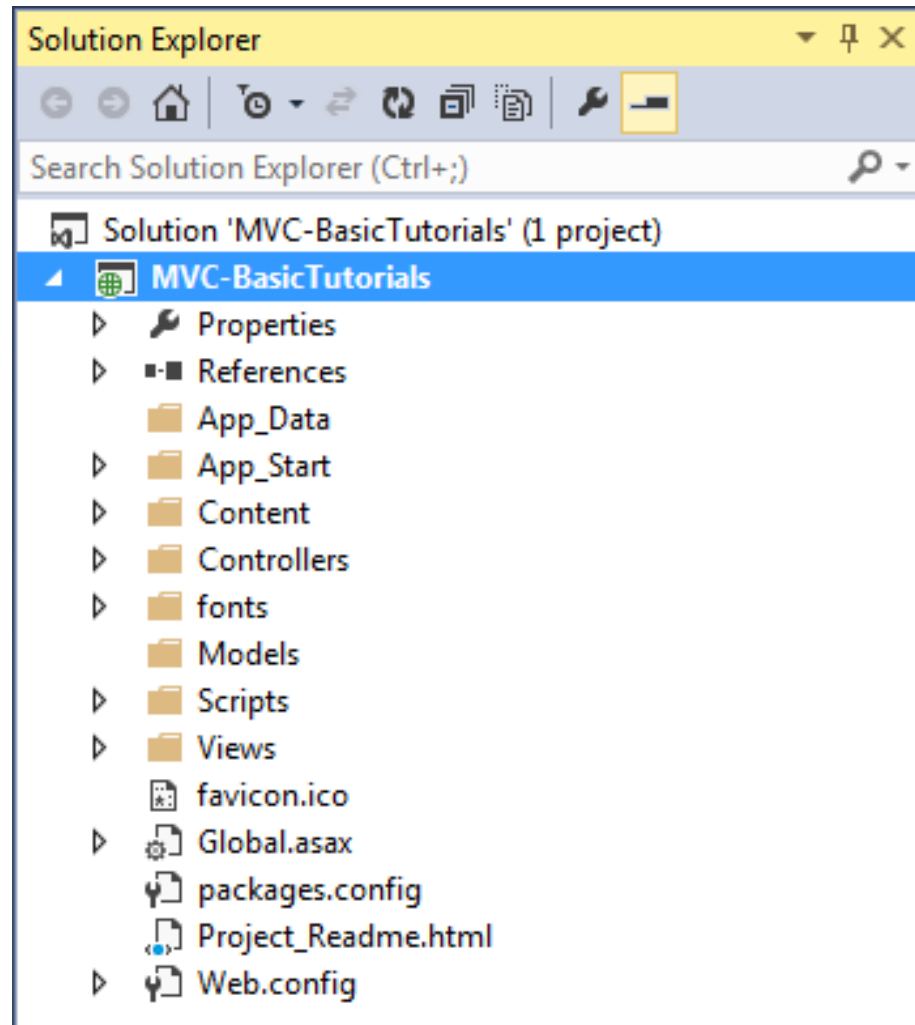 Solution Explorer
Search Solution Explorer (Ctrl+;)
Solution 'MVC-BasicTutorials' (1 project)
MVC-BasicTutorials
Properties
References
App_Data
App_Start
Content
Controllers
fonts
Models
Scripts
Views
favicon.ico
Global.asax
packages.config
Project_Readme.html
Web.config